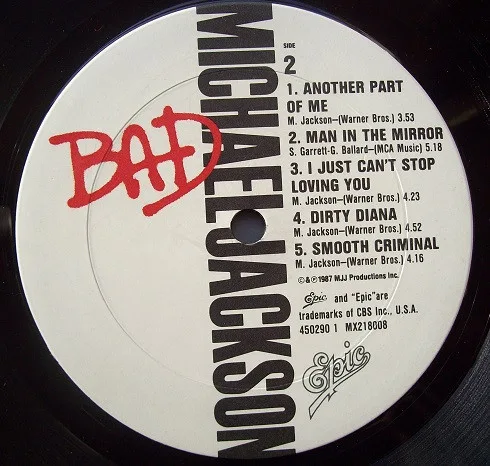 BAD
MICHAEL JACKSON
SIDE
2
1. ANOTHER PART
OF ME
M. Jackson–(Warner Bros.) 3.53
2. MAN IN THE MIRROR
S. Garrett-G. Ballard–(MCA Music) 5.18
3. I JUST CAN'T STOP
LOVING YOU
M. Jackson–(Warner Bros.) 4.23
4. DIRTY DIANA
M. Jackson–(Warner Bros.) 4.52
5. SMOOTH CRIMINAL
M. Jackson–(Warner Bros.) 4.16
©&℗1987 MJJ Productions Inc.
Epic and "Epic"are
trademarks of CBS Inc., U.S.A.
450290 1 MX218008
Epic